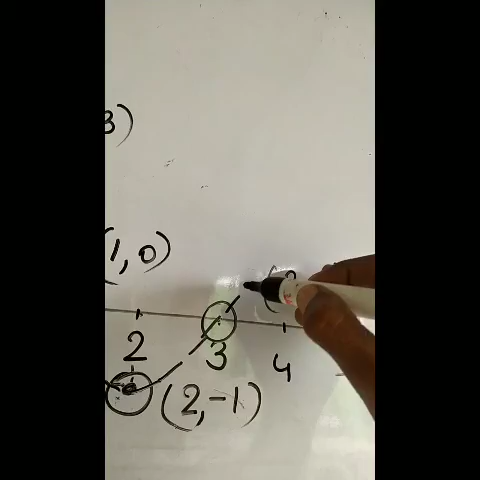 3)
(1, 0)
2 3 4
(2, -1)